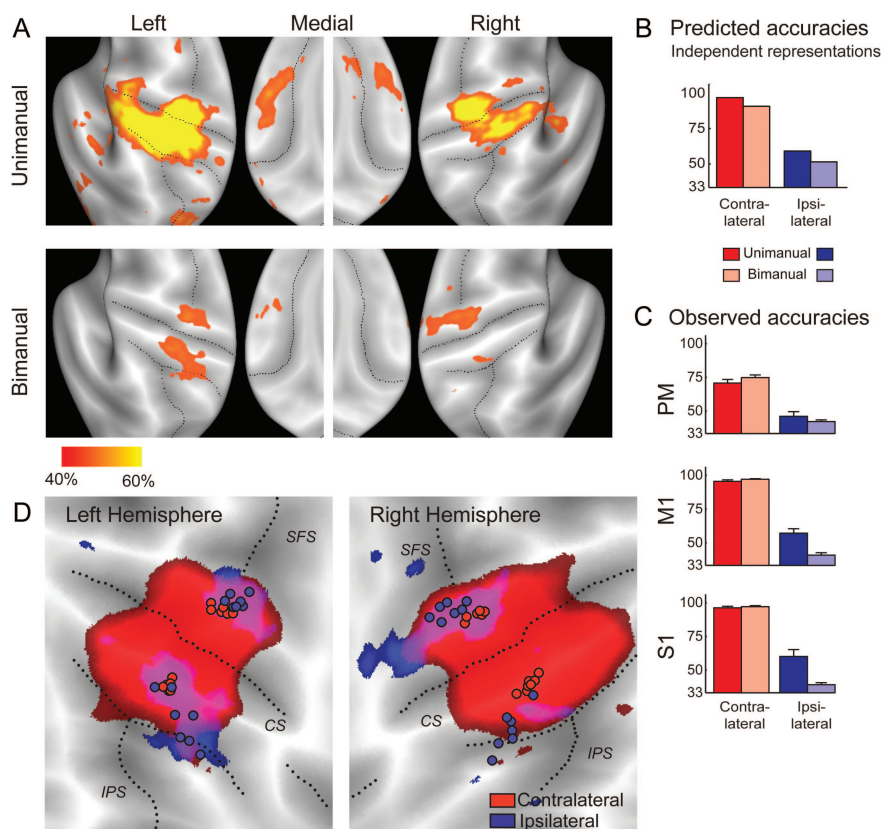 A
Left
Medial
Right
Unimanual
Bimanual
40%
60%
B Predicted accuracies
Independent representations
100
75
50
33
Contra-
lateral
Ipsi-
lateral
Unimanual
Bimanual
C Observed accuracies
PM
100
75
50
33
M1
100
75
50
33
S1
100
75
50
33
Contra-
lateral
Ipsi-
lateral
D
Left Hemisphere
SFS
CS
IPS
Right Hemisphere
SFS
CS
IPS
Contralateral
Ipsilateral